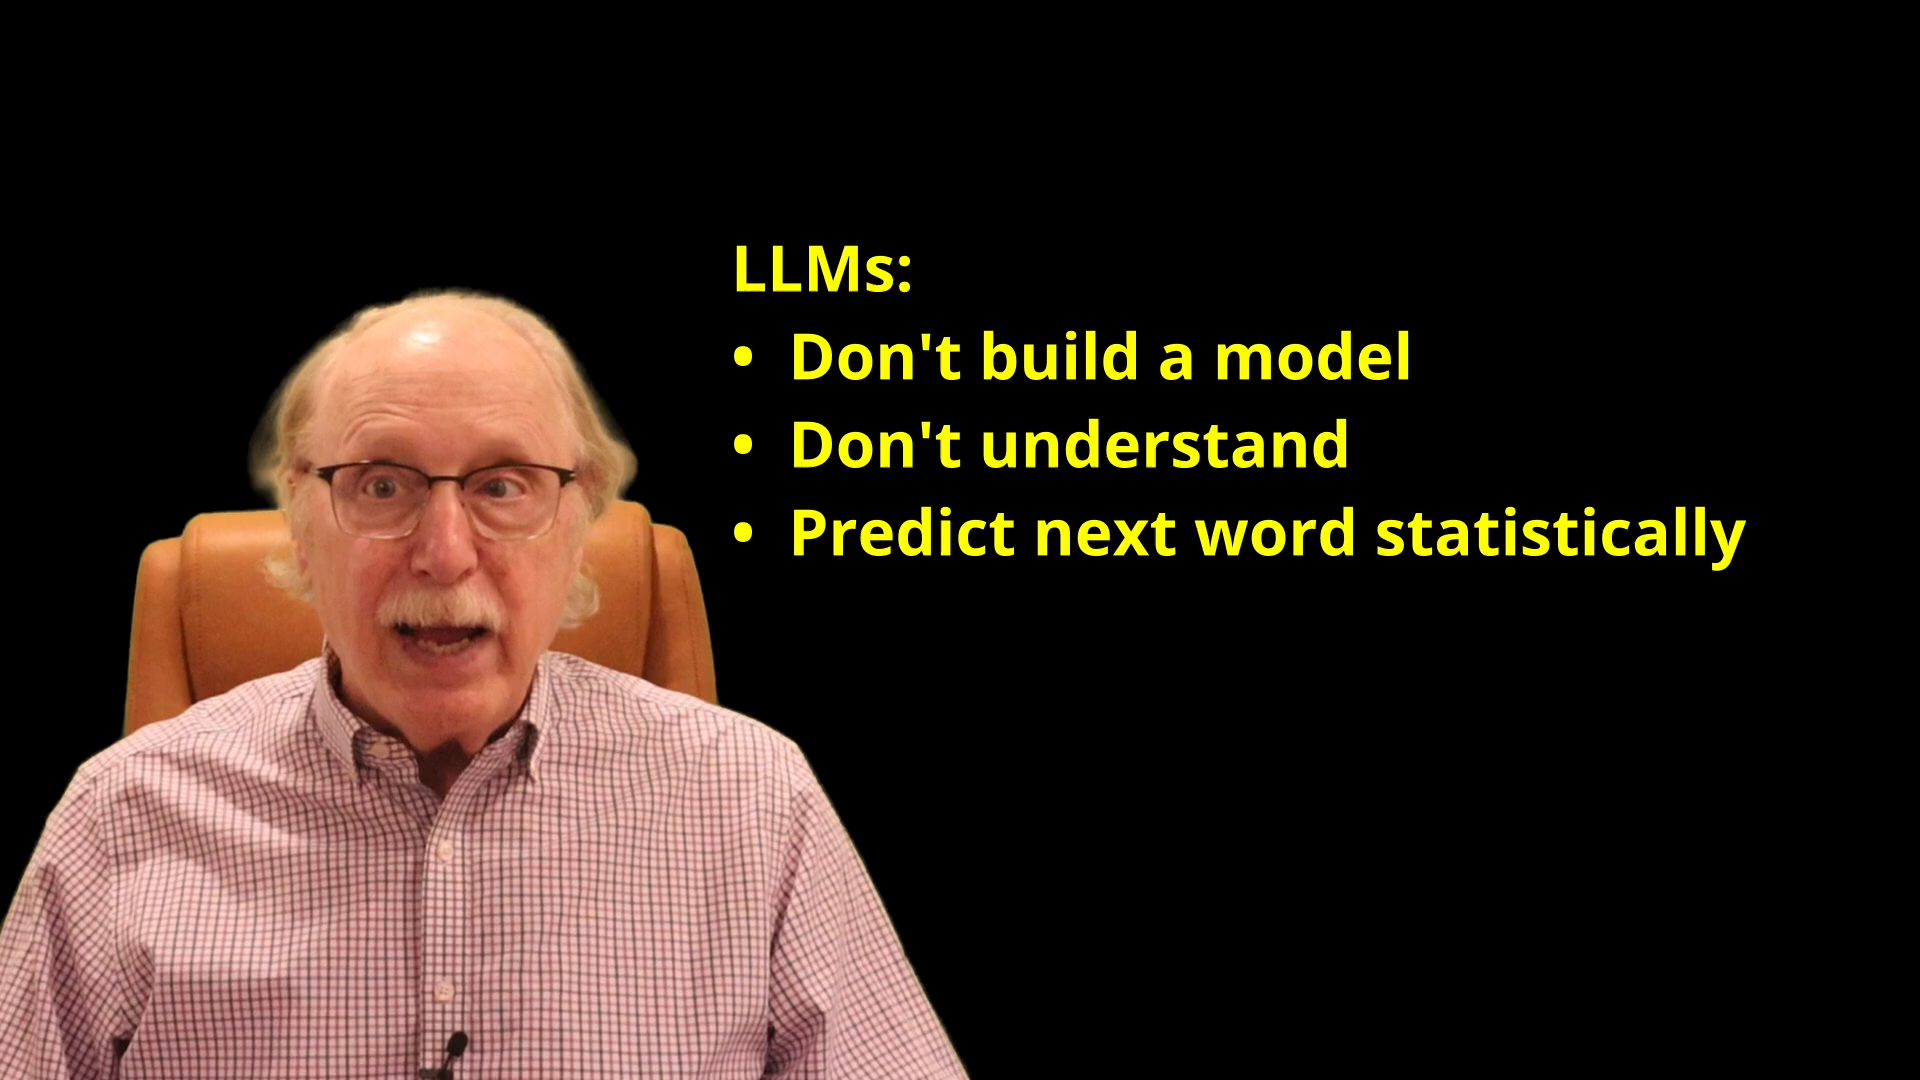 LLMs:
• Don't build a model
• Don't understand
• Predict next word statistically